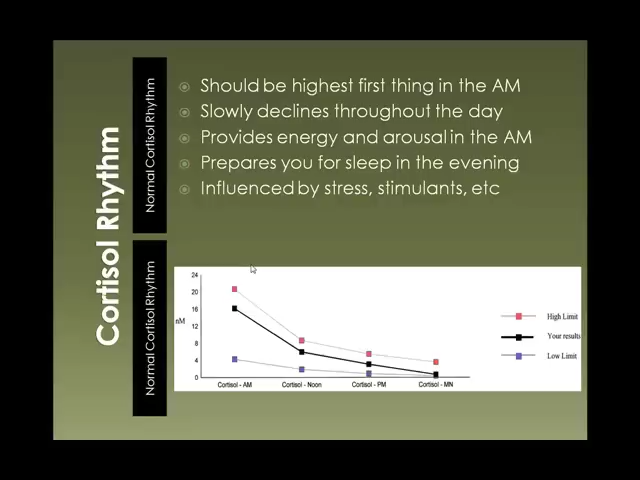 Cortisol Rhythm
Normal Cortisol Rhythm
Should be highest first thing in the AM
Slowly declines throughout the day
Provides energy and arousal in the AM
Prepares you for sleep in the evening
Influenced by stress, stimulants, etc
Normal Cortisol Rhythm
24
20
16
12
8
4
0
nM
Cortisol - AM
Cortisol - Noon
Cortisol - PM
Cortisol - MN
High Limit
Your results
Low Limit